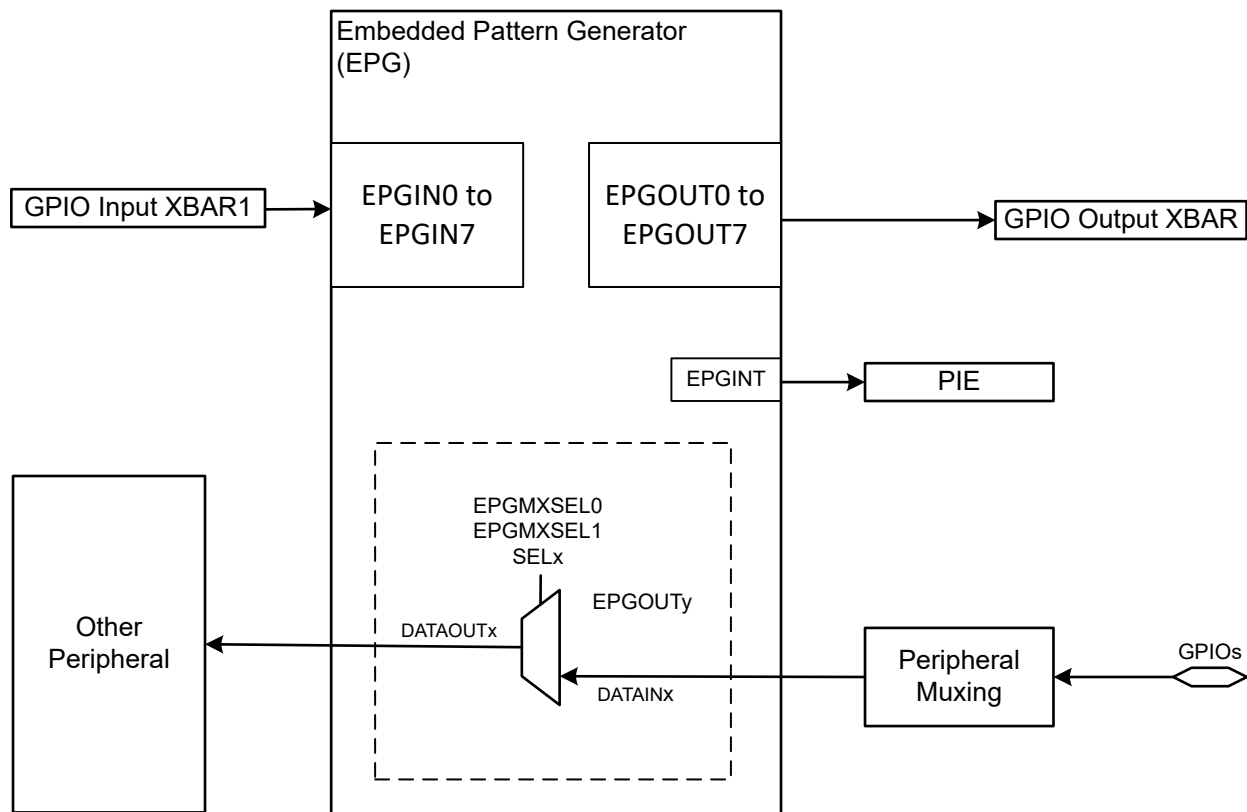 Embedded Pattern Generator
(EPG)
GPIO Input XBAR1
EPGIN0 to
EPGIN7
EPGOUT0 to
EPGOUT7
GPIO Output XBAR
EPGINT
PIE
EPGMXSEL0
EPGMXSEL1
SELx
EPGOUTy
DATAOUTx
Other
Peripheral
DATAINx
Peripheral
Muxing
GPIOs